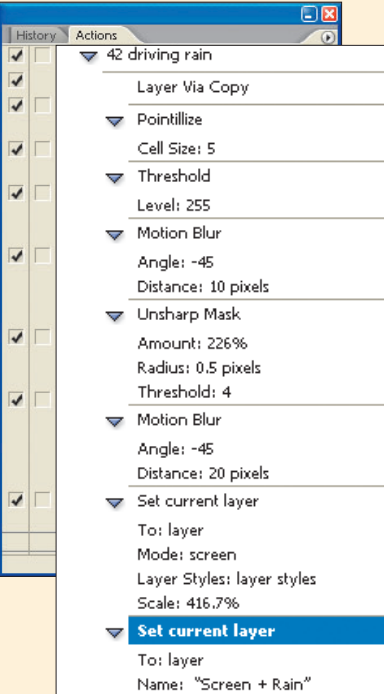 History Actions
42 driving rain
Layer Via Copy
Pointillize
Cell Size: 5
Threshold
Level: 255
Motion Blur
Angle: -45
Distance: 10 pixels
Unsharp Mask
Amount: 226%
Radius: 0.5 pixels
Threshold: 4
Motion Blur
Angle: -45
Distance: 20 pixels
Set current layer
To: layer
Mode: screen
Layer Styles: layer styles
Scale: 416.7%
Set current layer
To: layer
Name: "Screen + Rain"